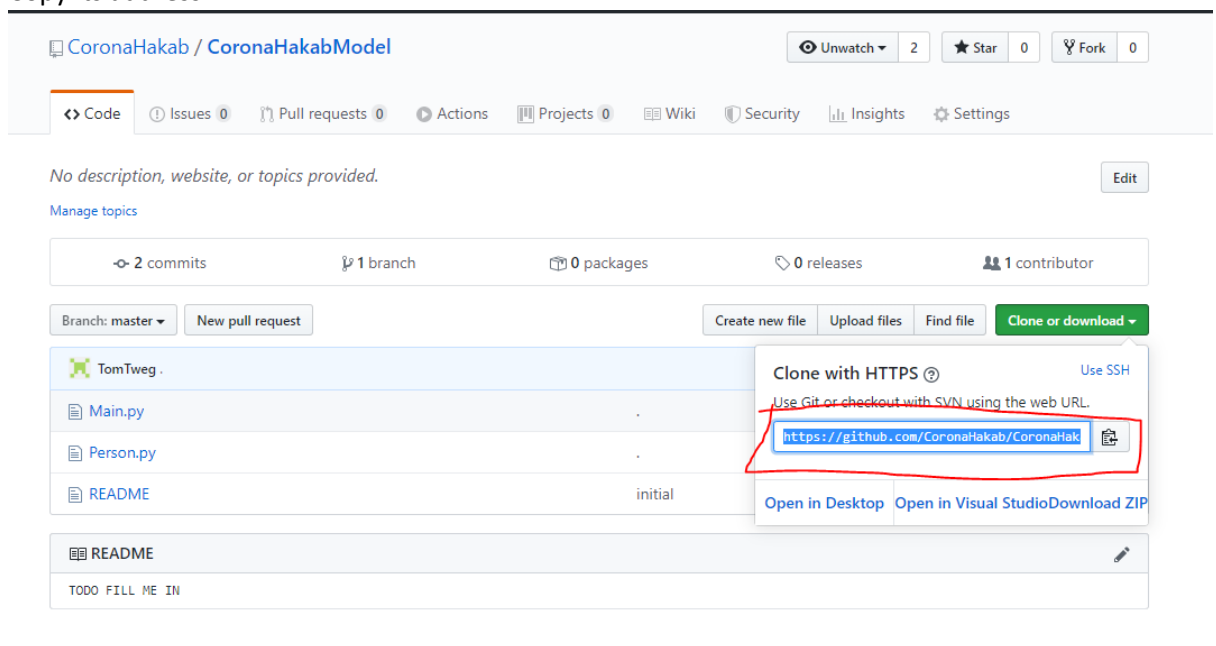 CoronaHakab / CoronaHakabModel
Unwatch 2 Star 0 Fork 0
Code Issues 0 Pull requests 0 Actions Projects 0 Wiki Security Insights Settings
No description, website, or topics provided.
Edit
Manage topics
2 commits 1 branch 0 packages 0 releases 1 contributor
Branch: master New pull request Create new file Upload files Find file Clone or download
TomTweg .
Clone with HTTPS Use SSH
Use Git or checkout with SVN using the web URL.
Main.py .
https://github.com/CoronaHakab/CoronaHak
Person.py .
README initial
Open in Desktop Open in Visual Studio Download ZIP
README
TODO FILL ME IN